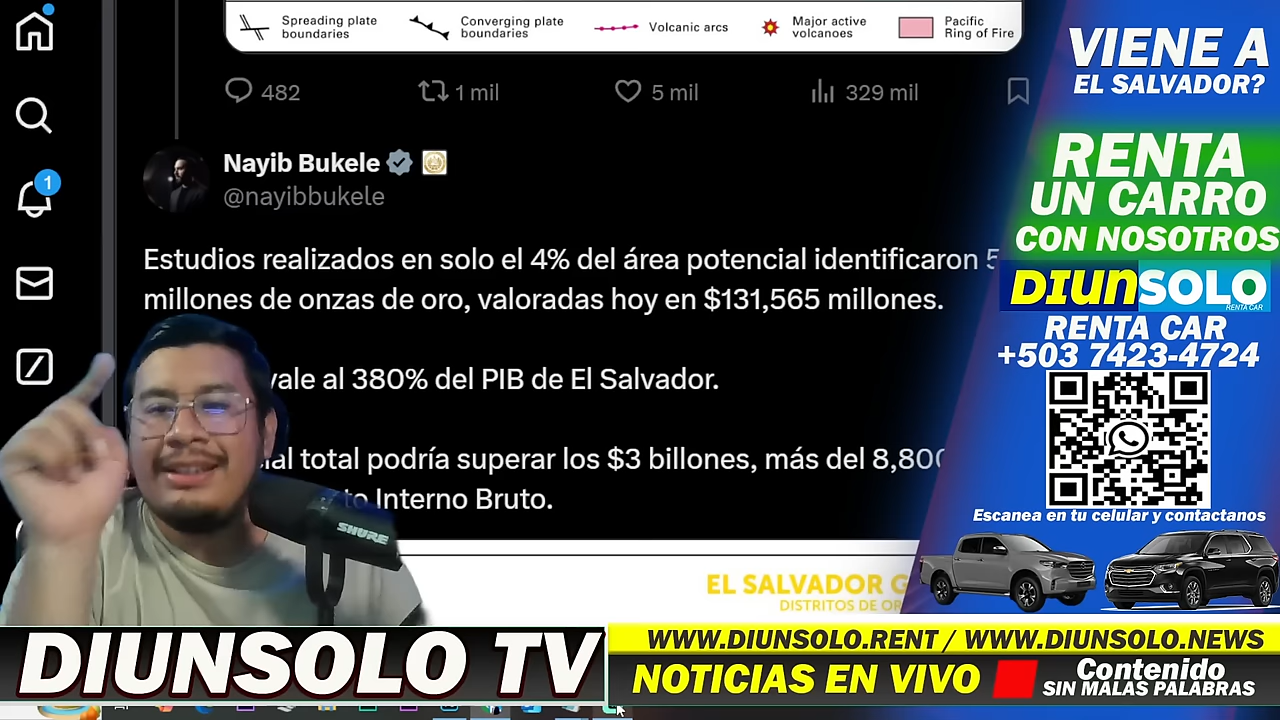 Spreading plate
boundaries
Converging plate
boundaries
Volcanic arcs
Major active
volcanoes
Pacific
Ring of Fire
482
1 mil
5 mil
329 mil
1
Nayib Bukele
@nayibbukele
Estudios realizados en solo el 4% del área potencial identificaron
millones de onzas de oro, valoradas hoy en $131,565 millones.
al 380% del PIB de El Salvador.
total podría superar los $3 billones, más del
Interno Bruto.
SHURE
EL SALVADOR
DISTRITOS DE
VIENE A
EL SALVADOR?
RENTA
UN CARRO
CON NOSOTROS
DIUNSOLO
RENTA CAR
RENTA CAR
+503 7423-4724
Escanea en tu celular y contactanos
DIUNSOLO TV
WWW.DIUNSOLO.RENT / WWW.DIUNSOLO.NEWS
NOTICIAS EN VIVO
Contenido
SIN MALAS PALABRAS